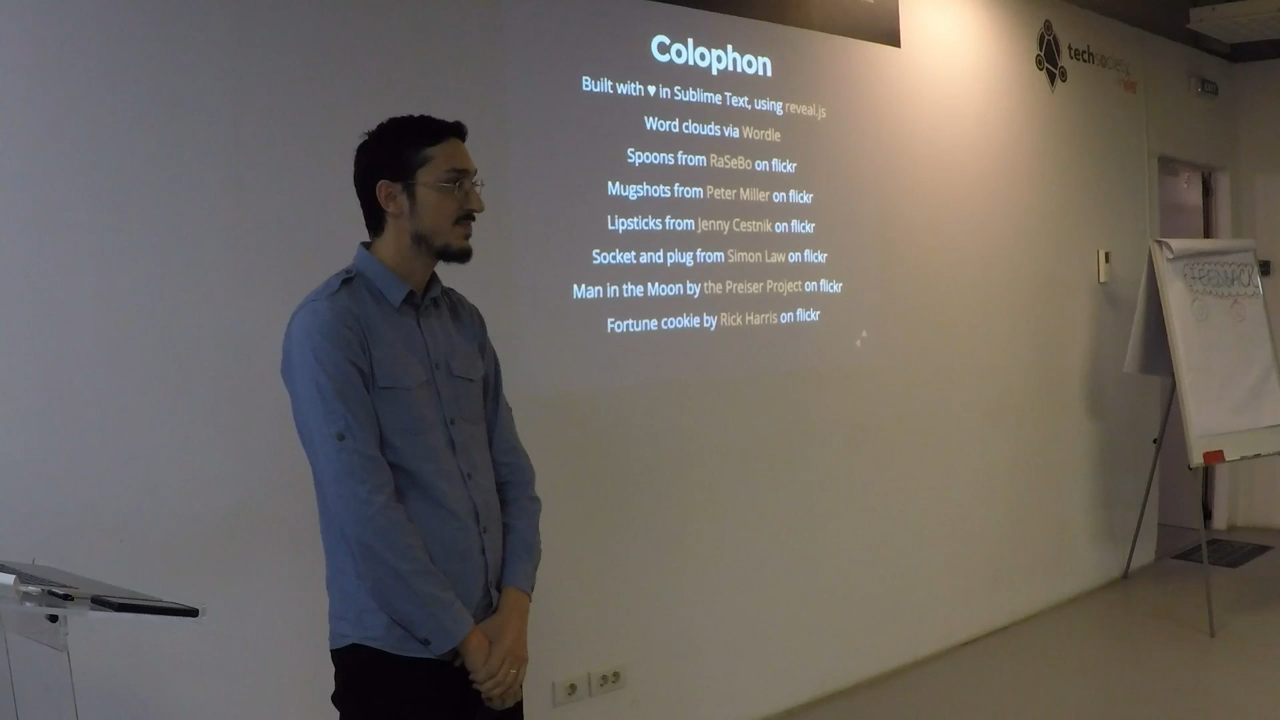 Colophon
Built with ♥ in Sublime Text, using reveal.js
Word clouds via Wordle
Spoons from RaSeBo on flickr
Mugshots from Peter Miller on flickr
Lipsticks from Jenny Cestnik on flickr
Socket and plug from Simon Law on flickr
Man in the Moon by the Preiser Project on flickr
Fortune cookie by Rick Harris on flickr
techsociety
FEEDBACK